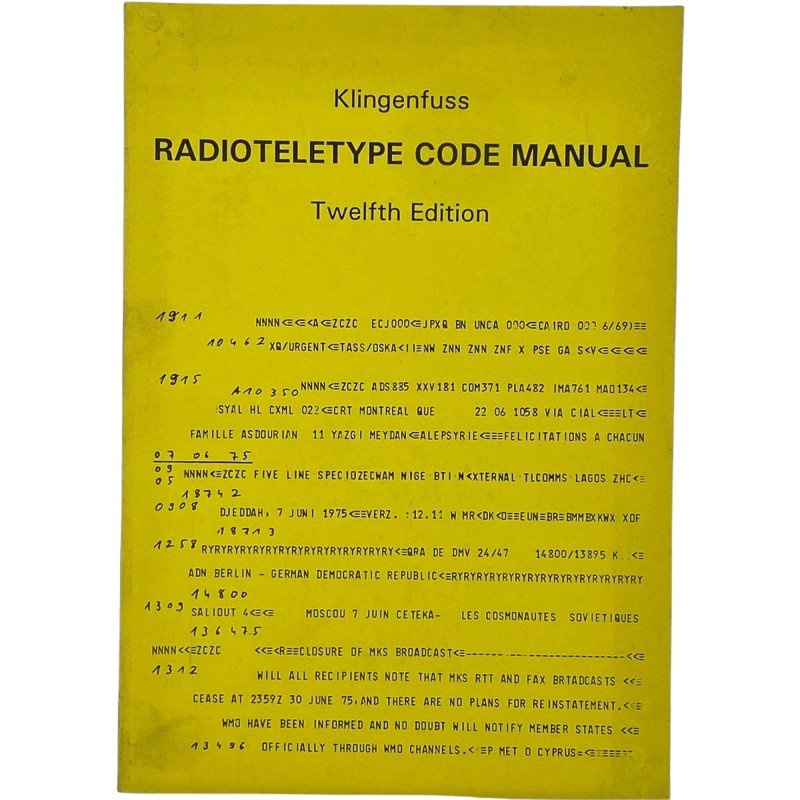 Klingenfuss
RADIOTELETYPE CODE MANUAL
Twelfth Edition
1911 NNNN<≡<≡<A<≡ZCZC ECJ000<≡JPXQ BN UNCA 000<≡CAIRO 000 6/69)≡≡
10462 XQ/URGENT<≡TASS/OSKA<II≡NW ZNN ZNN ZNF X PSE GA S<V<≡<≡<≡<≡
1915
A10350 NNNN<≡ZCZC ADS885 XXV181 COM371 PLA482 IMA761 MAD134<≡
SYAL HL CXML 022<≡CRT MONTREAL QUE 22 06 1058 VIA CIAL<≡≡≡LT<≡
FAMILLE ASDOURIAN 11 YAZGI MEYDAN<≡ALEPSYRIE<≡≡≡FELICITATIONS A CHACUN
07 06 75
09
05 NNNN<≡ZCZC FIVE LINE SPECIDZECWAM NIGE BTI N<XTERNAL TLCOMMS LAGOS ZHC<≡
18742
0908 DJEDDAH, 7 JUNI 1975<≡≡VERZ. :12.11 W MR<DK<D≡≡EUN≡BR≡BMMBXKWX XOF
18713
1258 RYRYRYRYRYRYRYRYRYRYRYRYRYRY<≡QRA DE DMV 24/47 14800/13895 K <≡
ADN BERLIN - GERMAN DEMOCRATIC REPUBLIC<≡RYRYRYRYRYRYRYRYRYRYRYRYRYRY
14800
1309 SALIOUT 4<≡<≡ MOSCOU 7 JUIN CETEKA- LES COSMONAUTES SOVIETIQUES
13647.5
NNNN<<≡ZCZC <<≡<R≡≡CLOSURE OF MKS BROADCAST<≡----------------------<<≡
1312 WILL ALL RECIPIENTS NOTE THAT MKS RTT AND FAX BRTADCASTS <<≡
CEASE AT 2359Z 30 JUNE 75,AND THERE ARE NO PLANS FOR REINSTATEMENT.<<≡
WMO HAVE BEEN INFORMED AND NO DOUBT WILL NOTIFY MEMBER STATES <<≡
13496 OFFICIALLY THROUGH WMO CHANNELS.<≡P MET O CYPRUS=<≡≡≡≡